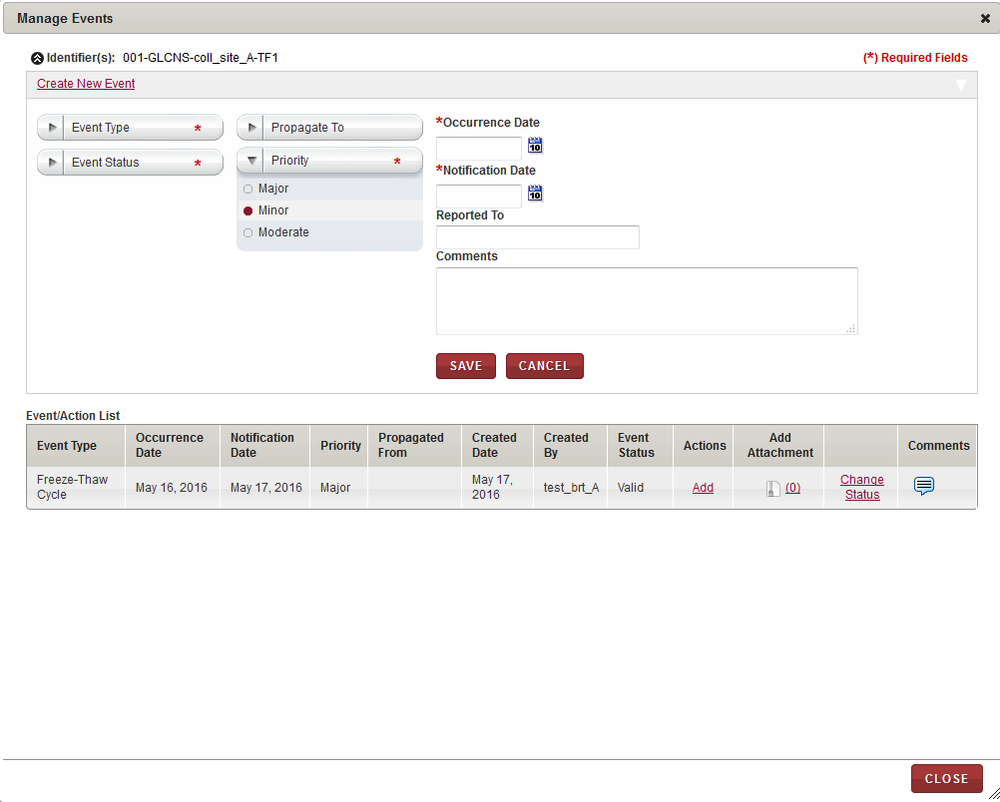 Manage Events
Identifier(s): 001-GLCNS-coll_site_A-TF1
(*) Required Fields
Create New Event
Event Type *
Propagate To
*Occurrence Date
10
Event Status *
Priority *
*Notification Date
10
Major
Minor
Moderate
Reported To
Comments
SAVE
CANCEL
Event/Action List
Event Type
Occurrence Date
Notification Date
Priority
Propagated From
Created Date
Created By
Event Status
Actions
Add Attachment
Comments
Freeze-Thaw Cycle
May 16, 2016
May 17, 2016
Major
May 17, 2016
test_brt_A
Valid
Add
(0)
Change Status
CLOSE